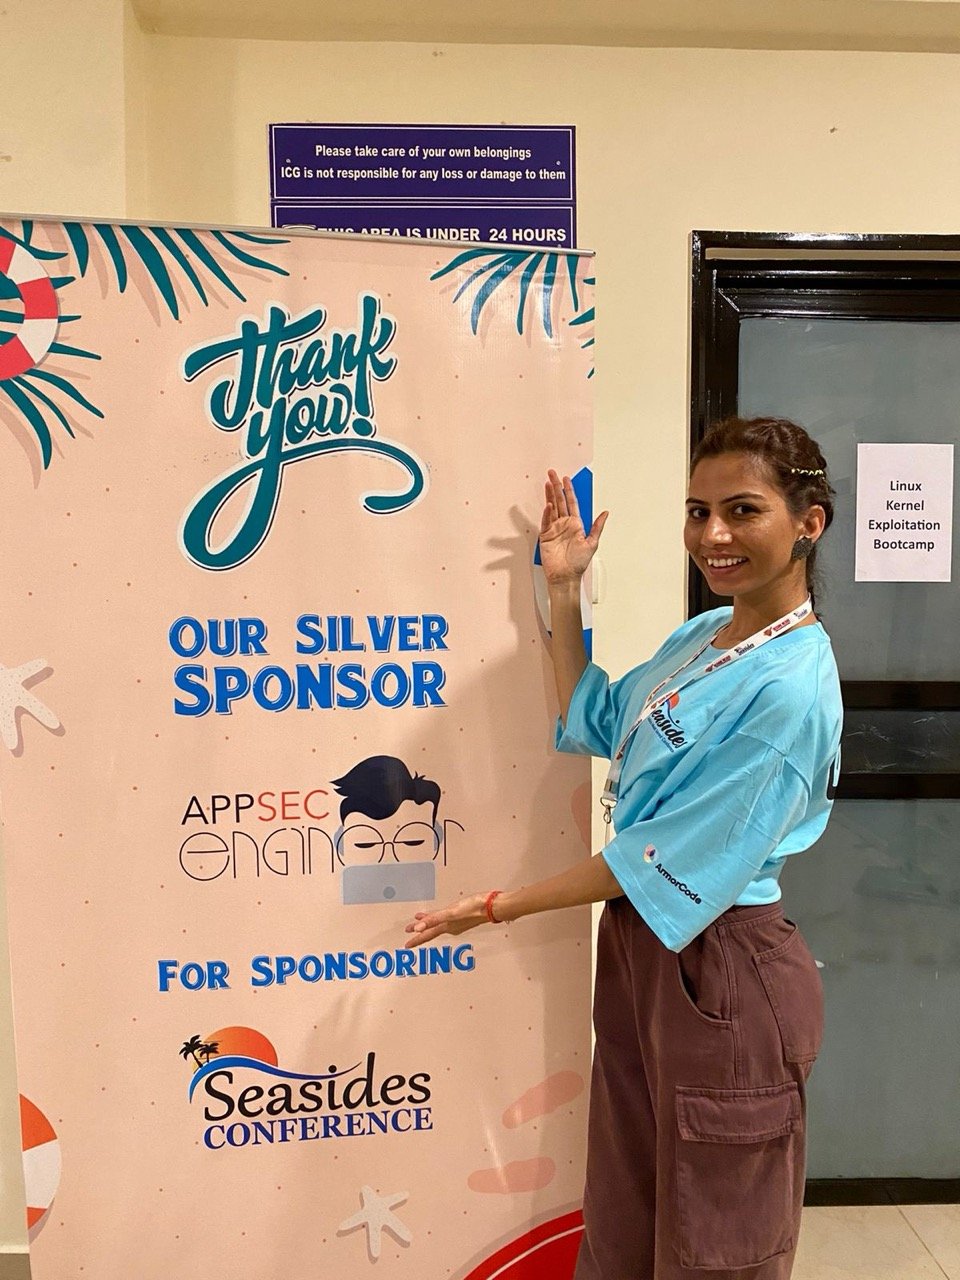 Please take care of your own belongings
ICG is not responsible for any loss or damage to them
THIS AREA IS UNDER 24 HOURS
Thank
you!
OUR SILVER
SPONSOR
APPSEC
engineer
FOR SPONSORING
Seasides
CONFERENCE
Linux
Kernel
Exploitation
Bootcamp
Seasides
ArmorCode